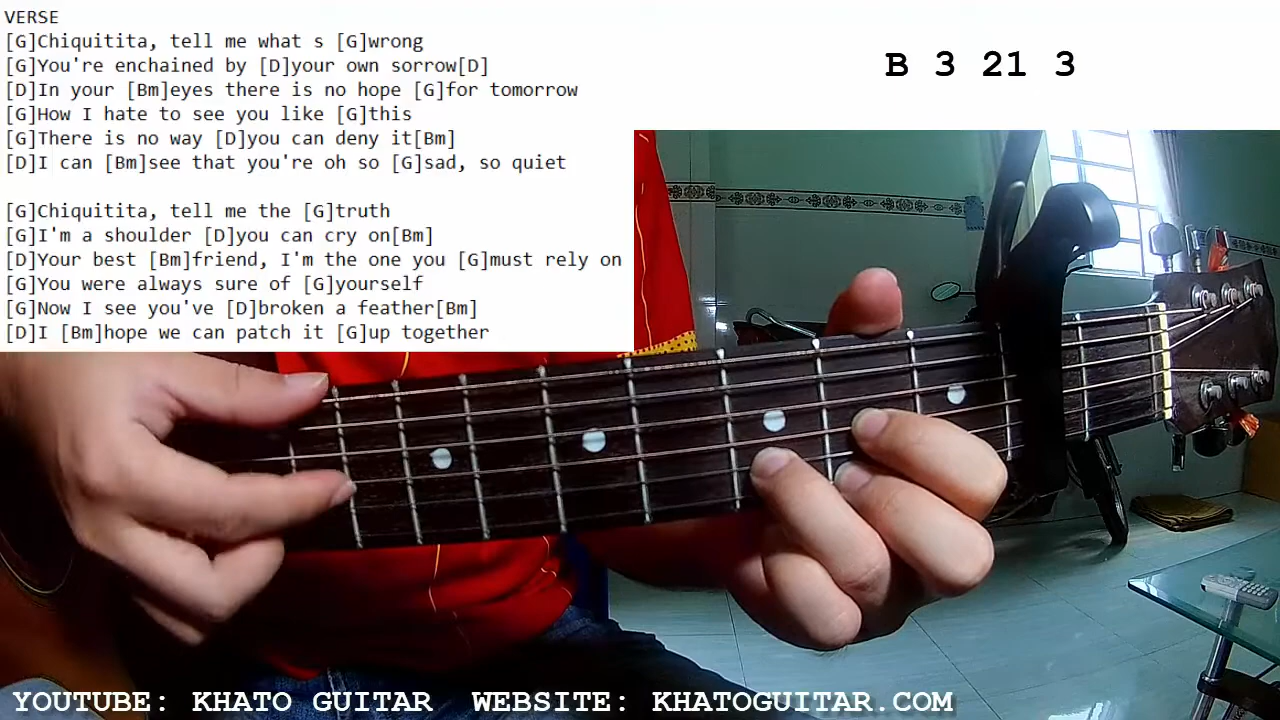 VERSE
[G]Chiquitita, tell me what s [G]wrong
[G]You're enchained by [D]your own sorrow[D]
[D]In your [Bm]eyes there is no hope [G]for tomorrow
[G]How I hate to see you like [G]this
[G]There is no way [D]you can deny it[Bm]
[D]I can [Bm]see that you're oh so [G]sad, so quiet
[G]Chiquitita, tell me the [G]truth
[G]I'm a shoulder [D]you can cry on[Bm]
[D]Your best [Bm]friend, I'm the one you [G]must rely on
[G]You were always sure of [G]yourself
[G]Now I see you've [D]broken a feather[Bm]
[D]I [Bm]hope we can patch it [G]up together
B 3 21 3
YOUTUBE: KHATO GUITAR WEBSITE: KHATOGUITAR.COM